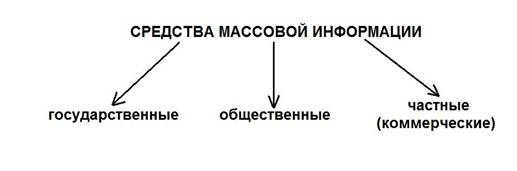 СРЕДСТВА МАССОВОЙ ИНФОРМАЦИИ
государственные
общественные
частные
(коммерческие)